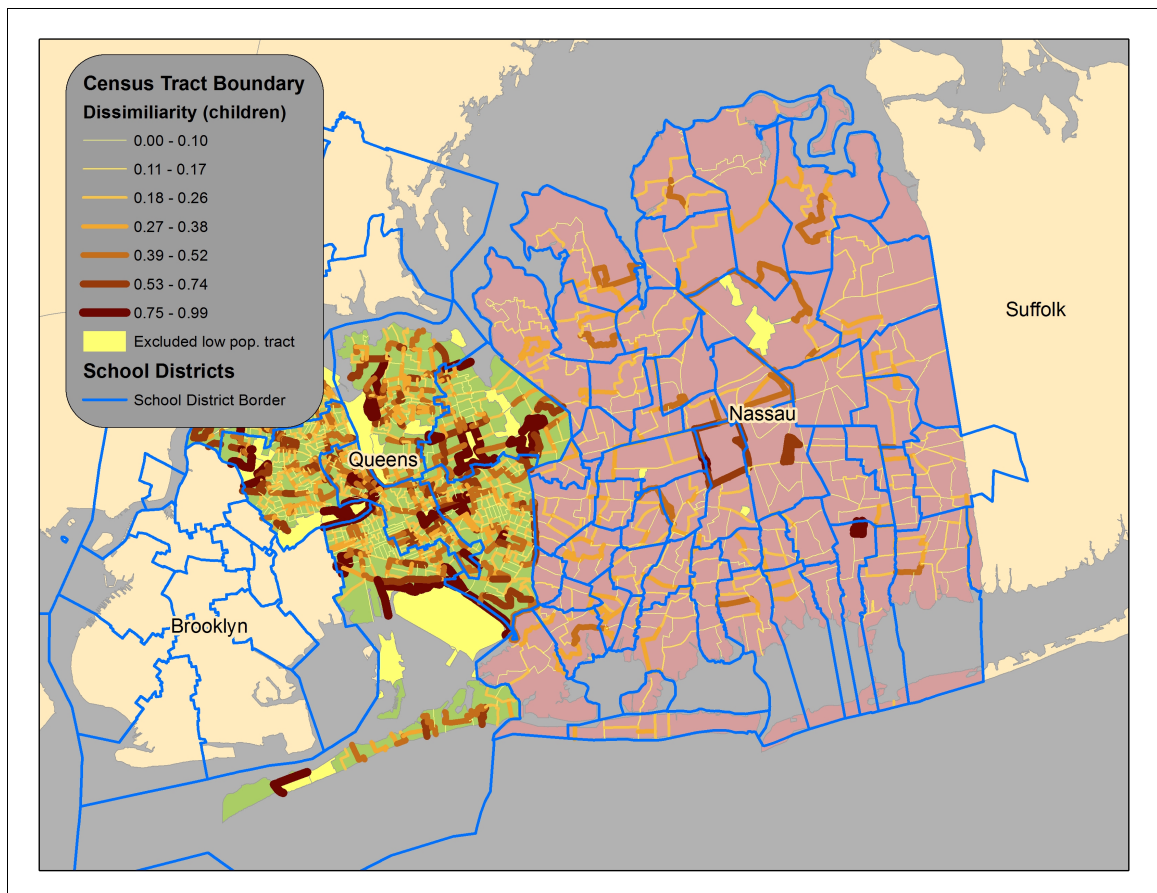 Census Tract Boundary
Dissimiliarity (children)
0.00 - 0.10
0.11 - 0.17
0.18 - 0.26
0.27 - 0.38
0.39 - 0.52
0.53 - 0.74
0.75 - 0.99
Excluded low pop. tract
School Districts
School District Border
Suffolk
Nassau
Queens
Brooklyn